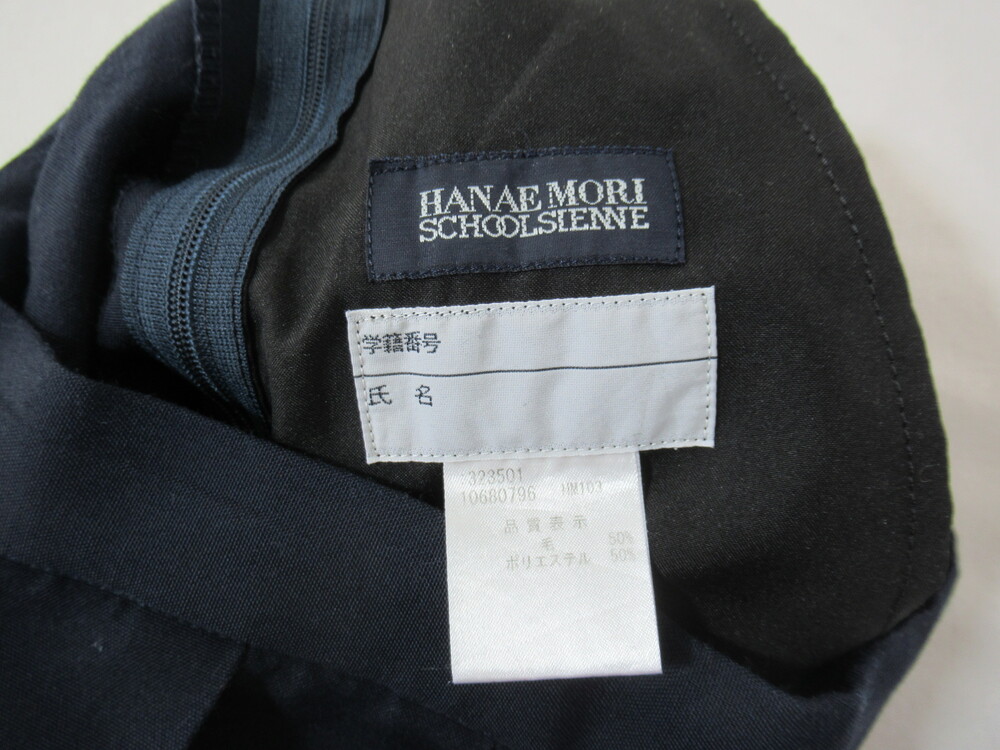 HANAE MORI
SCHOOLSIENNE
学籍番号
氏 名
323501
10680796 HM103
品質表示
毛 50%
ポリエステル 50%